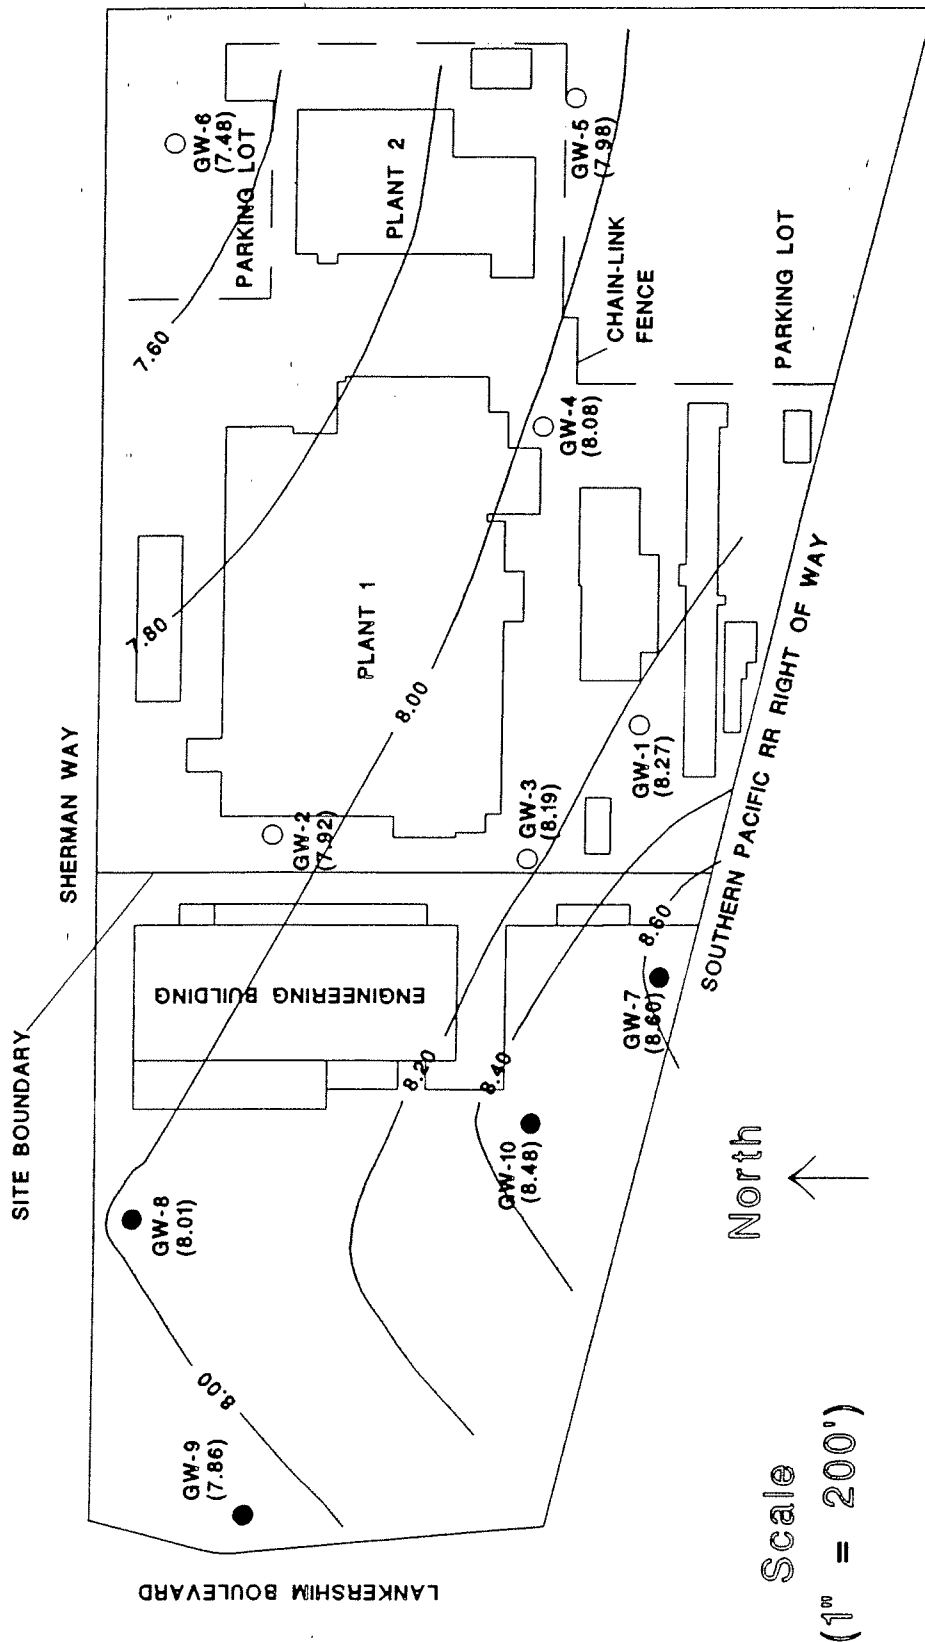 SITE BOUNDARY
SHERMAN WAY
LANKERSHIM BOULEVARD
ENGINEERING BUILDING
PLANT 1
PLANT 2
PARKING LOT
GW-9
(7.86)
GW-8
(8.01)
GW-2
(7.92)
GW-6
(7.48)
GW-10
(8.48)
GW-7
(8.60)
GW-3
(8.19)
GW-1
(8.27)
GW-4
(8.08)
GW-5
(7.98)
8.00
8.20
8.40
8.60
8.00
7.80
7.60
CHAIN-LINK
FENCE
PARKING LOT
SOUTHERN PACIFIC RR RIGHT OF WAY
North
Scale
(1" = 200')